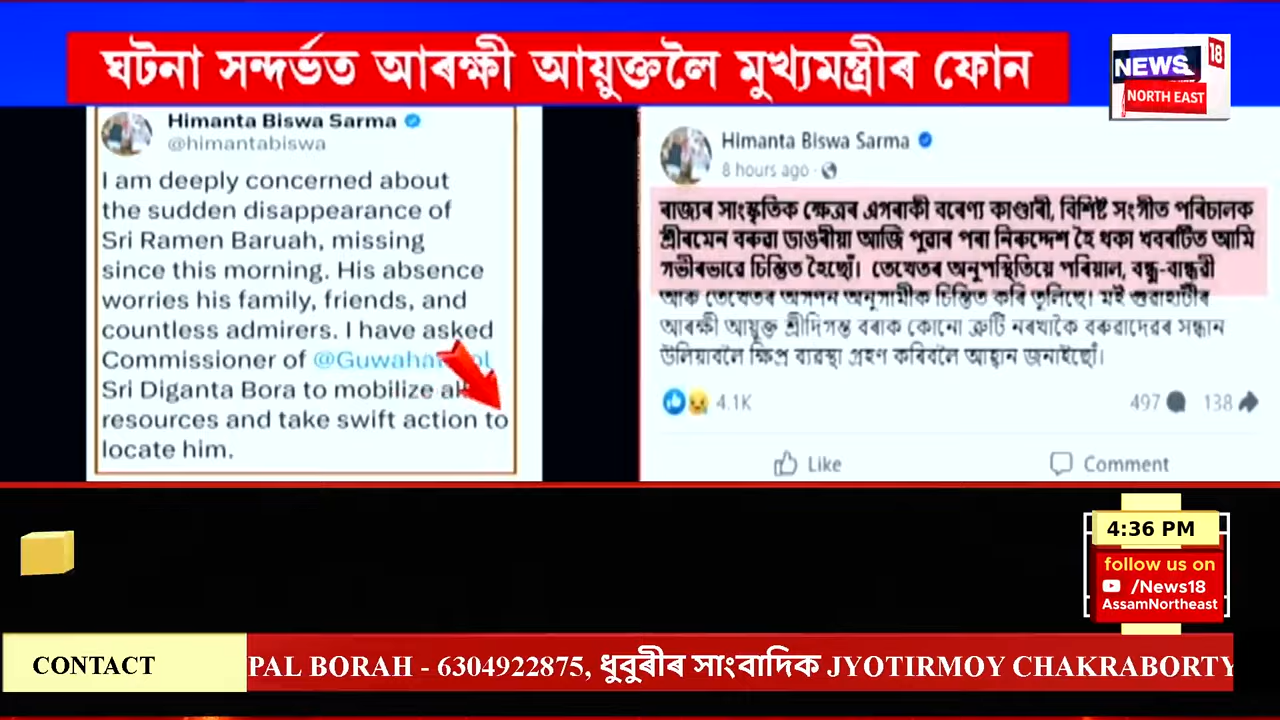 ঘটনা সন্দৰ্ভত আৰক্ষী আয়ুক্তলৈ মুখ্যমন্ত্ৰীৰ ফোন
NEWS 18
NORTH EAST
Himanta Biswa Sarma
@himantabiswa
I am deeply concerned about
the sudden disappearance of
Sri Ramen Baruah, missing
since this morning. His absence
worries his family, friends, and
countless admirers. I have asked
Commissioner of
Sri Diganta Bora to mobilize
resources and take swift action to
locate him.
Himanta Biswa Sarma
8 hours ago
ৰাজ্যৰ সাংস্কৃতিক ক্ষেত্ৰৰ এগৰাকী বৰেণ্য কাণ্ডাৰী, বিশিষ্ট সংগীত পৰিচালক
শ্ৰীৰমেন বৰুৱা ডাঙৰীয়া আজি পুৱাৰ পৰা নিৰুদ্দেশ হৈ থকা খবৰটিত আমি
গভীৰভাৱে চিন্তিত হৈছোঁ। তেখেতৰ অনুপস্থিতিয়ে পৰিয়াল, বন্ধু-বান্ধৱী
আৰু তেখেতৰ অগণন অনুগামীক চিন্তিত কৰি তুলিছে। মই গুৱাহাটীৰ
আৰক্ষী আয়ুক্ত শ্ৰীদিগন্ত বৰাক কোনো ত্ৰুটি নৰখাকৈ বৰুৱাদেৱৰ সন্ধান
উলিয়াবলৈ ক্ষিপ্ৰ ব্যৱস্থা গ্ৰহণ কৰিবলৈ আহ্বান জনাইছোঁ।
4.1K 497 138
Like Comment
4:36 PM
follow us on
/News18
AssamNortheast
CONTACT PAL BORAH - 6304922875, ধুবুৰীৰ সাংবাদিক JYOTIRMOY CHAKRABORTY